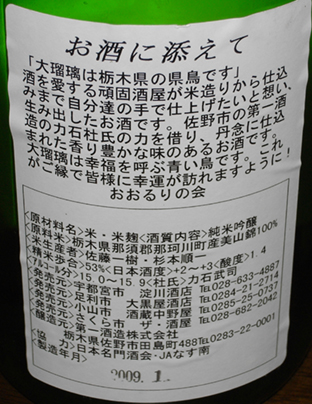 お酒に添えて
「大瑠璃は栃木県の県鳥です」
酒を愛する頑固酒屋が米造りから仕込
みまで自分達の手で仕上げたいと想い、
生み出したお酒です。佐野市の第一酒
力石杜氏の力を借り、丹念に仕込
まれた香り豊かな味のあるお酒です。
大瑠璃は幸福を呼ぶ青い鳥です。これ
がご縁で皆様に幸運が訪れますように！
おおるりの会
<原材料名>米・米麹<酒質内容>純米吟醸
<原料米>栃木県那須郡那珂川町産美山錦100%
<米生産者>佐藤一樹・杉本順一
<精米歩合>53%<日本酒度>+2～+3<酸度>1.4
<アルコール分>15.0～15.9<杜氏>力石武司
<発売元>宇都宮市 淀川酒店 TEL028-633-4887
<発売元>足利市 大黒屋酒店 TEL0284-21-2711
<発売元>小山市 酒蔵中野屋 TEL0285-25-0737
<発売元>さくら市 ザ・酒屋 TEL028-682-2042
<醸造元>第一酒造株式会社
栃木県佐野市田島町488 TEL0283-22-0001
<協力>日本名門酒会・JAなす南
<製造年月>
2009.1